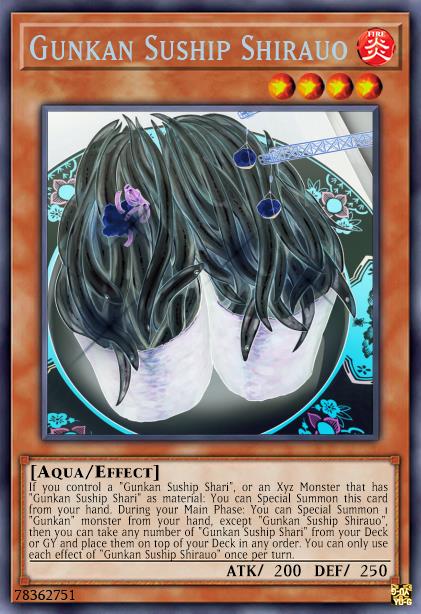 Gunkan Suship Shirauo
FIRE
炎
[Aqua/Effect]
If you control a "Gunkan Suship Shari", or an Xyz Monster that has
"Gunkan Suship Shari" as material: You can Special Summon this card
from your hand. During your Main Phase: You can Special Summon 1
"Gunkan" monster from your hand, except "Gunkan Suship Shirauo",
then you can take any number of "Gunkan Suship Shari" from your Deck
or GY and place them on top of your Deck in any order. You can only use
each effect of "Gunkan Suship Shirauo" once per turn.
ATK/ 200 DEF/ 250
78362751